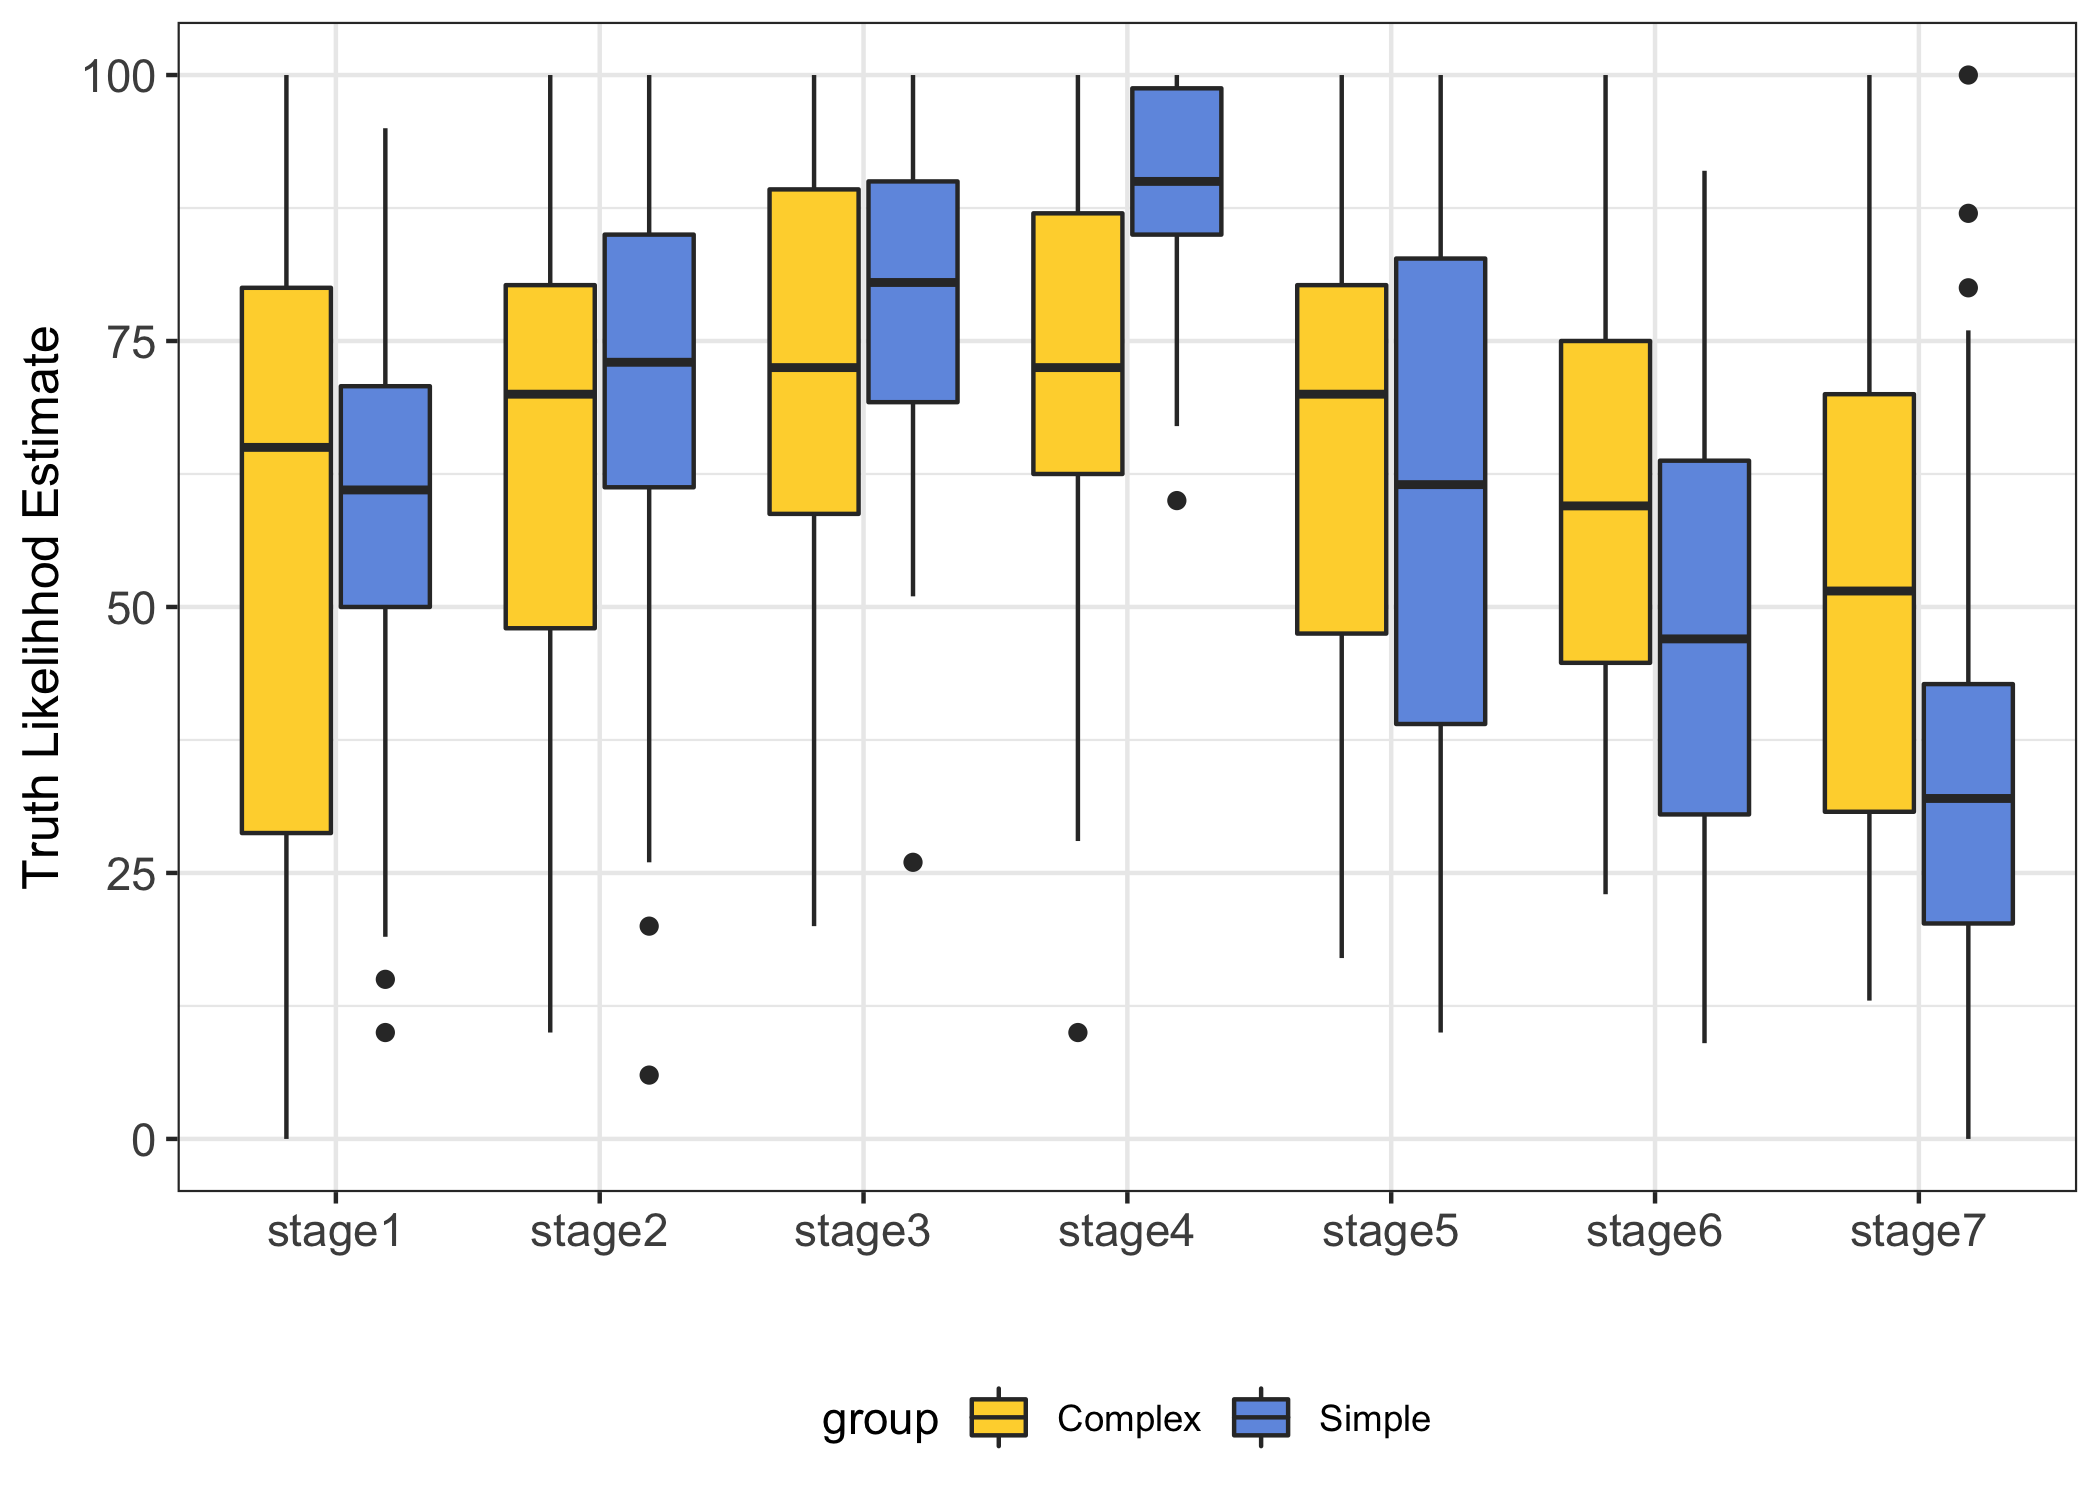 Truth Likelihhod Estimate
100
75
50
25
0
stage1 stage2 stage3 stage4 stage5 stage6 stage7
group Complex Simple